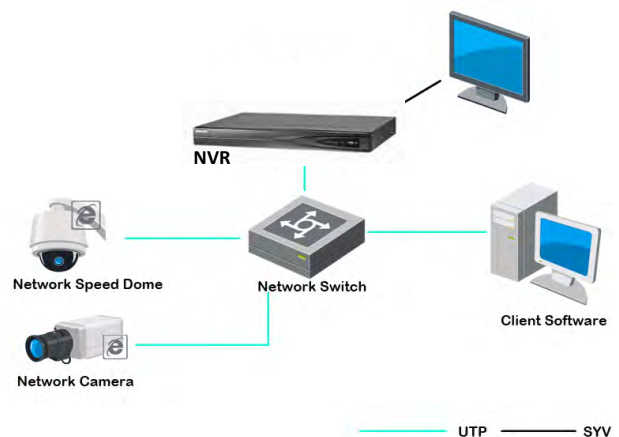 NVR
Network Speed Dome
Network Switch
Client Software
Network Camera
UTP
SYV